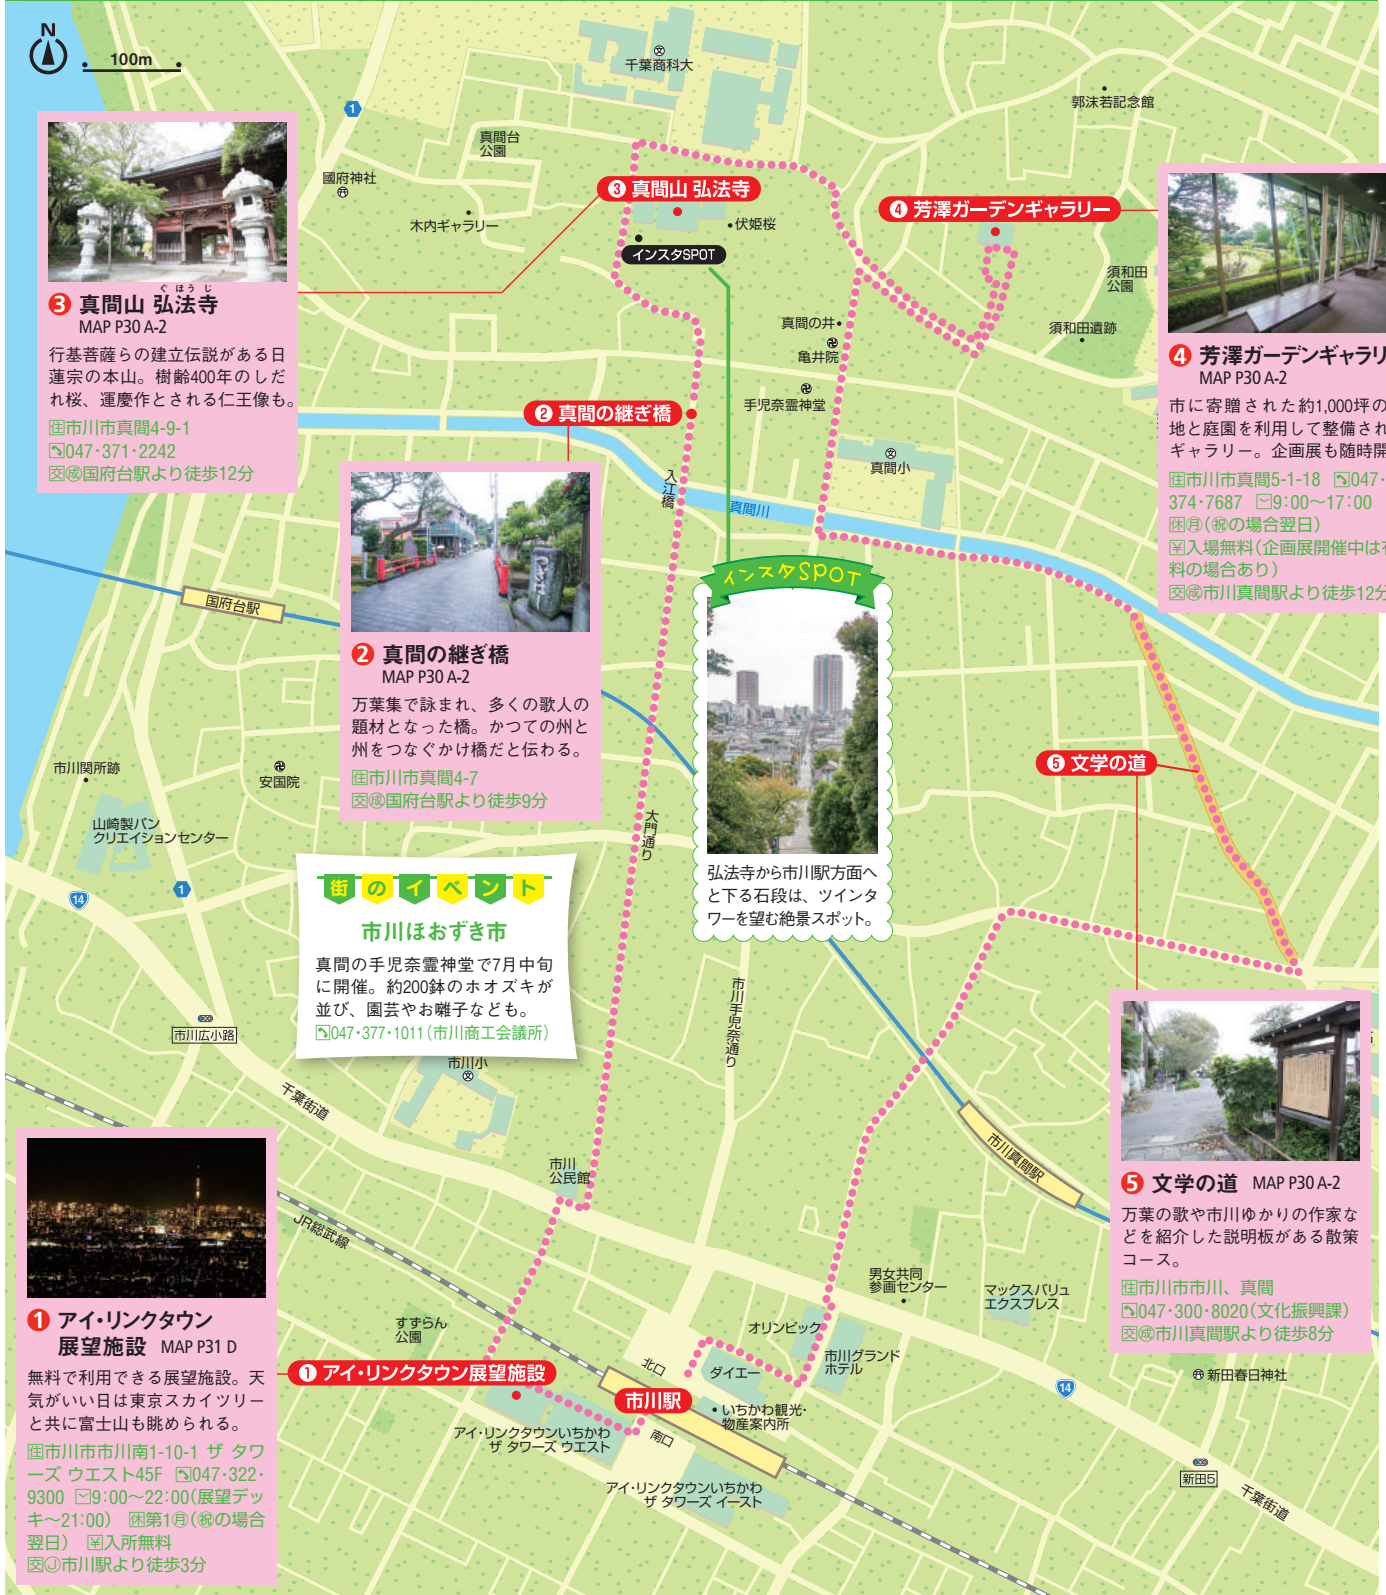 N
100m
千葉商科大
郭沫若記念館
1
真間台
公園
國府神社
木内ギャラリー
3 真間山 弘法寺
伏姫桜
インスタSPOT
4 芳澤ガーデンギャラリー
須和田
公園
須和田遺跡
真間の井
亀井院
手児奈霊神堂
2 真間の継ぎ橋
真間小
入江橋
真間川
国府台駅
3 真間山 弘法寺
ぐほうじ
MAP P30 A-2
行基菩薩らの建立伝説がある日
蓮宗の本山。樹齢400年のしだ
れ桜、運慶作とされる仁王像も。
住市川市真間4-9-1
047・371・2242
交成国府台駅より徒歩12分
4 芳澤ガーデンギャラリ
MAP P30 A-2
市に寄贈された約1,000坪の
地と庭園を利用して整備され
ギャラリー。企画展も随時開
住市川市真間5-1-18 047・
374・7687 9:00〜17:00
休月(祝の場合翌日)
¥入場無料(企画展開催中は有
料の場合あり)
交成市川真間駅より徒歩12分
つぎはし
2 真間の継ぎ橋
MAP P30 A-2
万葉集で詠まれ、多くの歌人の
題材となった橋。かつての州と
州をつなぐかけ橋だと伝わる。
住市川市真間4-7
交成国府台駅より徒歩9分
インスタSPOT
弘法寺から市川駅方面へ
と下る石段は、ツインタ
ワーを望む絶景スポット。
5 文学の道
市川関所跡
安国院
山崎製パン
クリエイションセンター
14
1
大門通り
街のイベント
市川ほおずき市
真間の手児奈霊神堂で7月中旬
に開催。約200鉢のホオズキが
並び、園芸やお囃子なども。
047・377・1011(市川商工会議所)
市川手児奈通り
市川広小路
市川小
千葉街道
市川真間駅
市川
公民館
JR総武線
5 文学の道 MAP P30 A-2
万葉の歌や市川ゆかりの作家な
どを紹介した説明板がある散策
コース。
住市川市市川、真間
047・300・8020(文化振興課)
交成市川真間駅より徒歩8分
1 アイ・リンクタウン
展望施設 MAP P31 D
無料で利用できる展望施設。天
気がいい日は東京スカイツリー
と共に富士山も眺められる。
住市川市市川南1-10-1 ザ タワ
ーズ ウエスト45F 047・322・
9300 9:00〜22:00(展望デッ
キ〜21:00) 休第1月(祝の場合
翌日) ¥入所無料
交J市川駅より徒歩3分
すずらん
公園
1 アイ・リンクタウン展望施設
北口
市川駅
南口
オリンピック
ダイエー
市川グランド
ホテル
いちかわ観光・
物産案内所
男女共同
参画センター
マックスバリュ
エクスプレス
14
新田春日神社
アイ・リンクタウンいちかわ
ザ タワーズ ウエスト
アイ・リンクタウンいちかわ
ザ タワーズ イースト
新田5
千葉街道